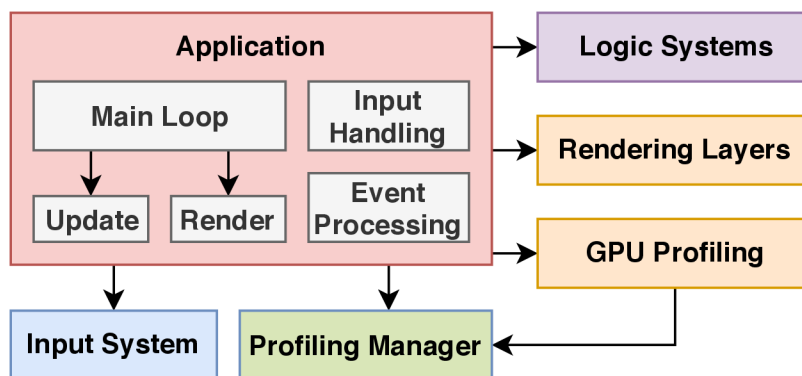 Application
Main Loop
Update
Render
Input
Handling
Event
Processing
Logic Systems
Rendering Layers
GPU Profiling
Input System
Profiling Manager